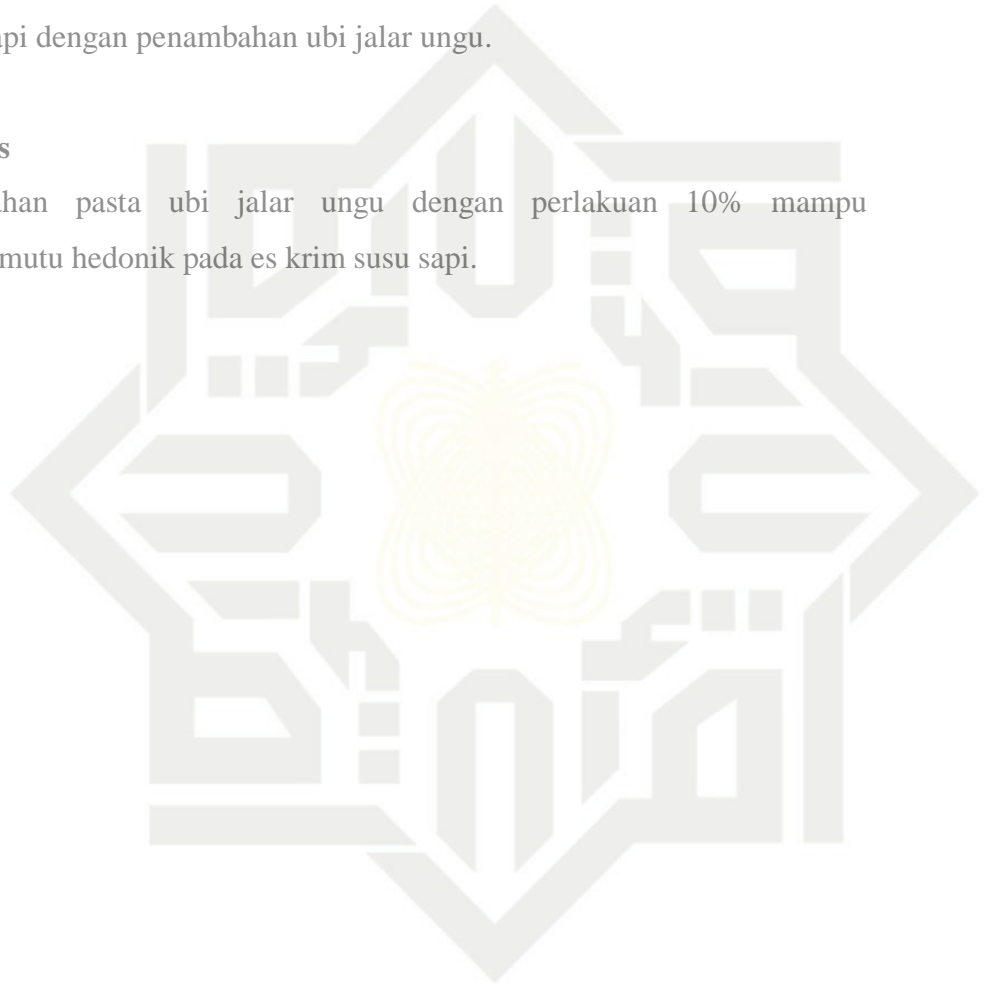 api dengan penambahan ubi jalar ungu.
s
ahan pasta ubi jalar ungu dengan perlakuan 10% mampu
mutu hedonik pada es krim susu sapi.